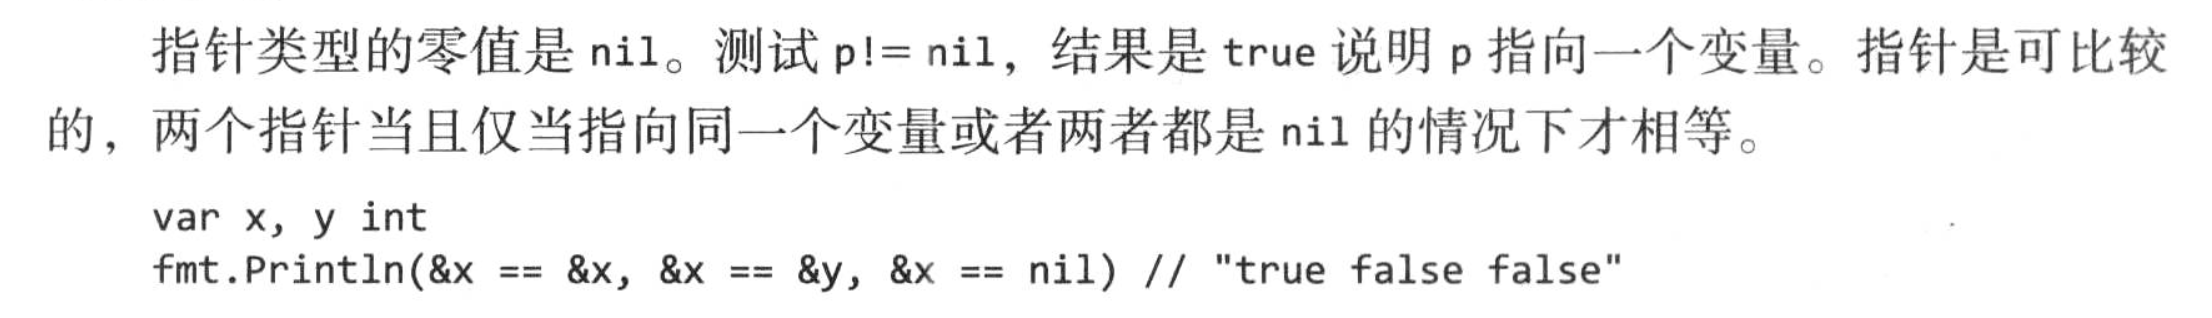 指针类型的零值是 nil。测试 p!= nil，结果是 true 说明 p 指向一个变量。指针是可比较
的，两个指针当且仅当指向同一个变量或者两者都是 nil 的情况下才相等。
var x, y int
fmt.Println(&x == &x, &x == &y, &x == nil) // "true false false"